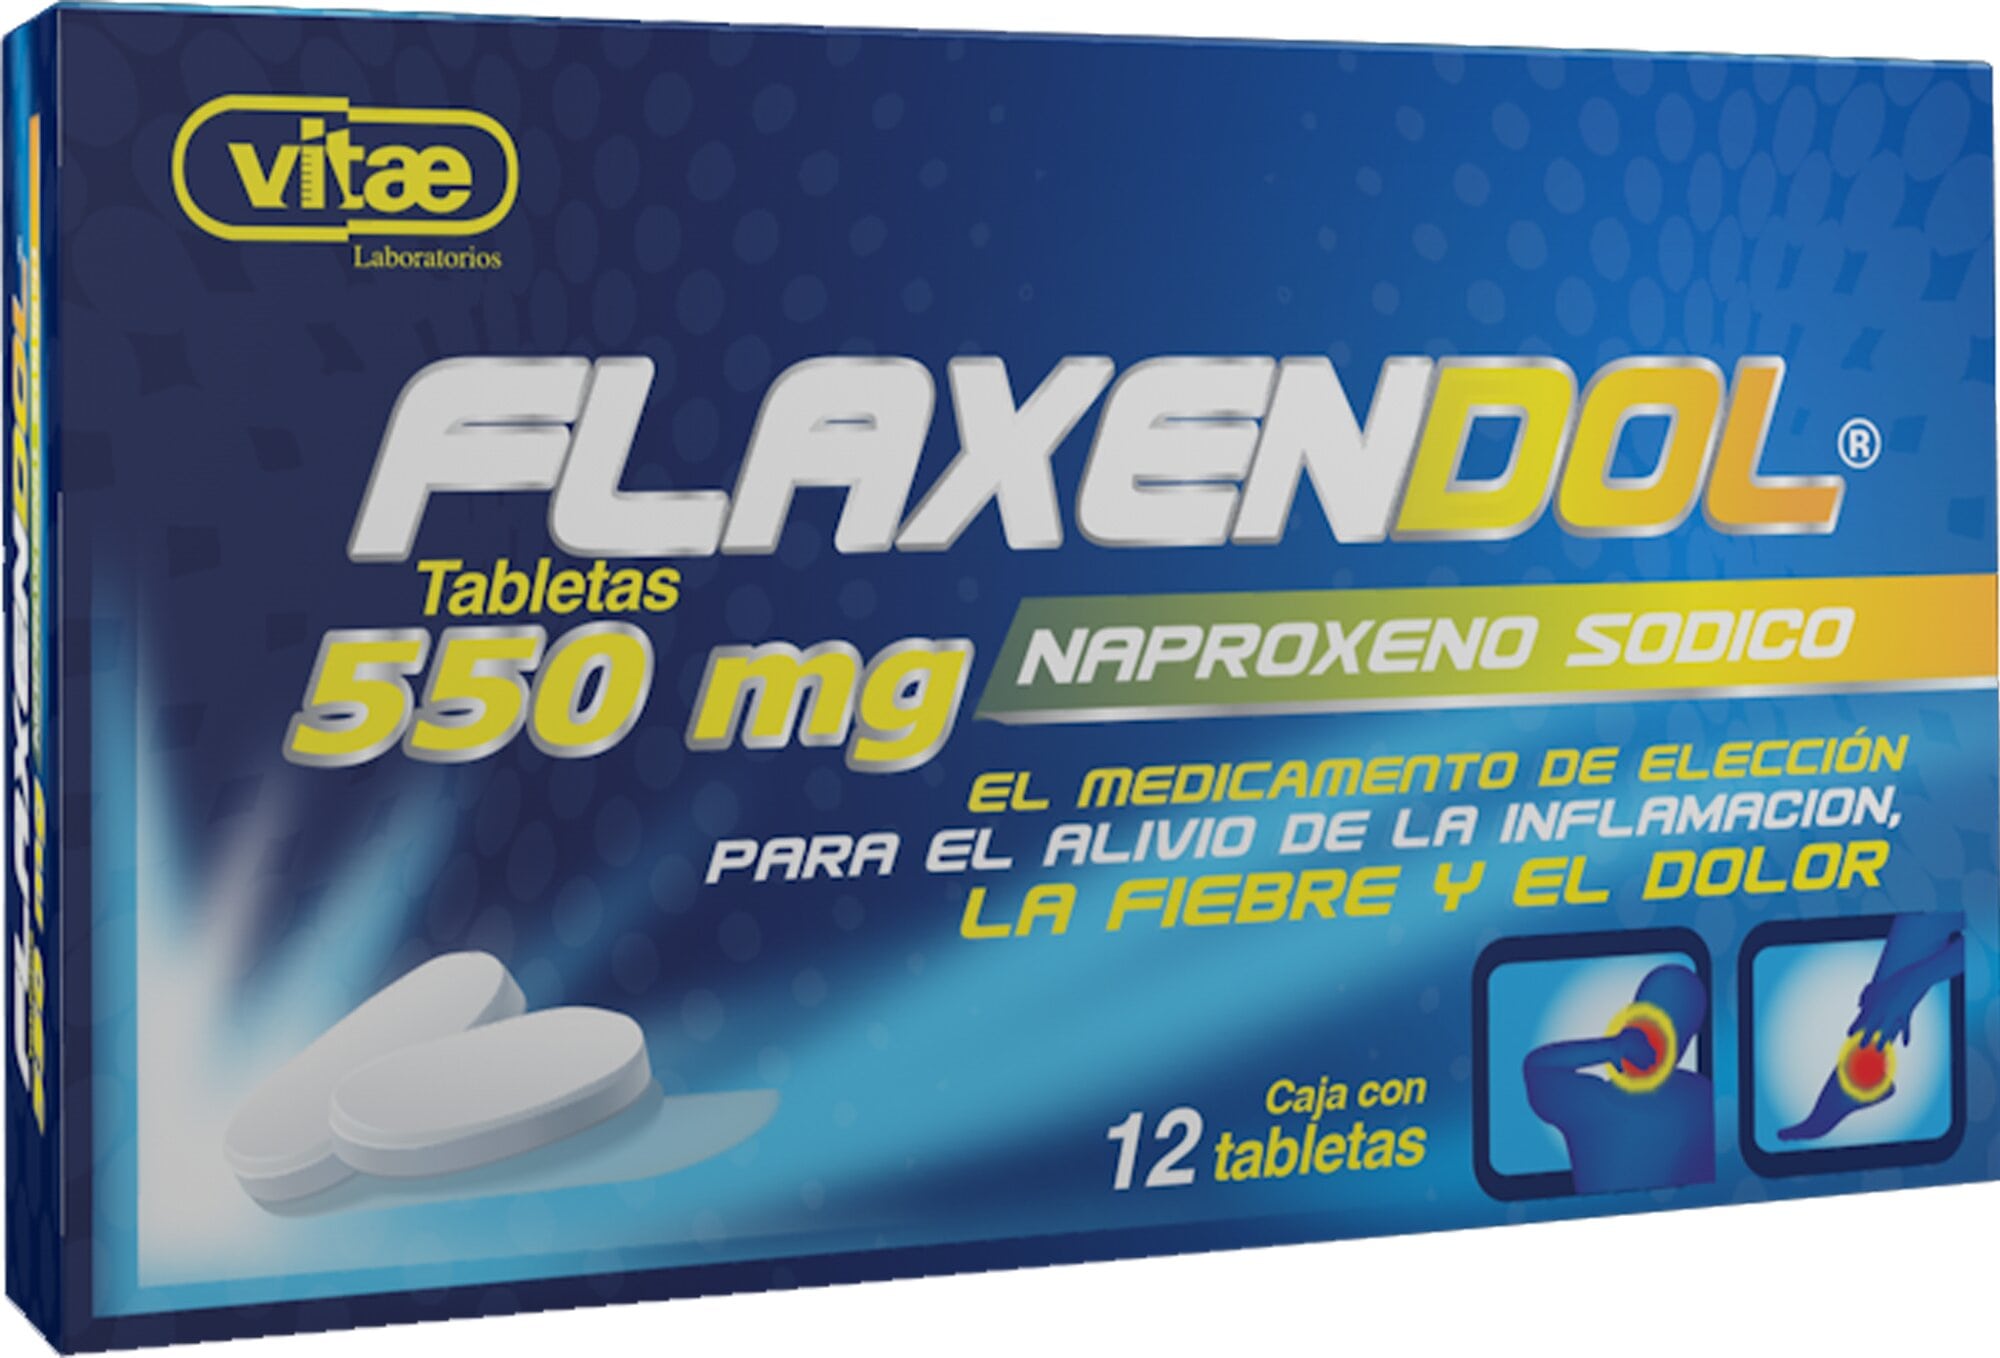 vitae
Laboratorios
FLAXENDOL®
Tabletas
550 mg
NAPROXENO SODICO
EL MEDICAMENTO DE ELECCIÓN
PARA EL ALIVIO DE LA INFLAMACION,
LA FIEBRE Y EL DOLOR
Caja con
12 tabletas
FLAXENDOL